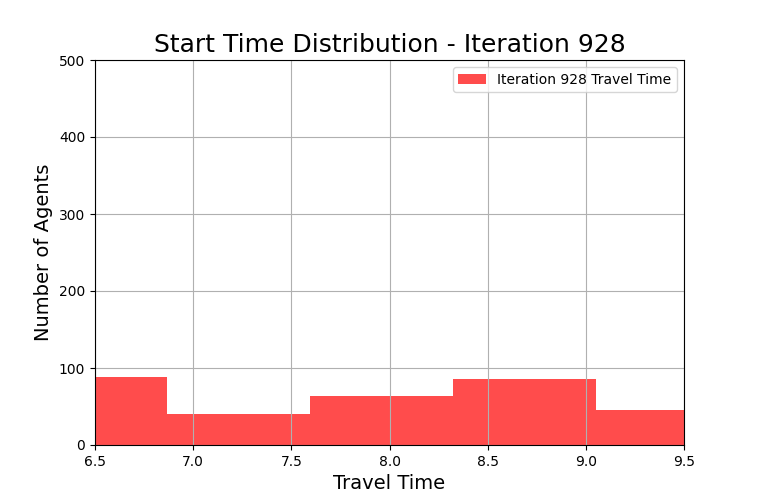 Start Time Distribution - Iteration 928
Iteration 928 Travel Time
Number of Agents
500
400
300
200
100
0
6.5 7.0 7.5 8.0 8.5 9.0 9.5
Travel Time